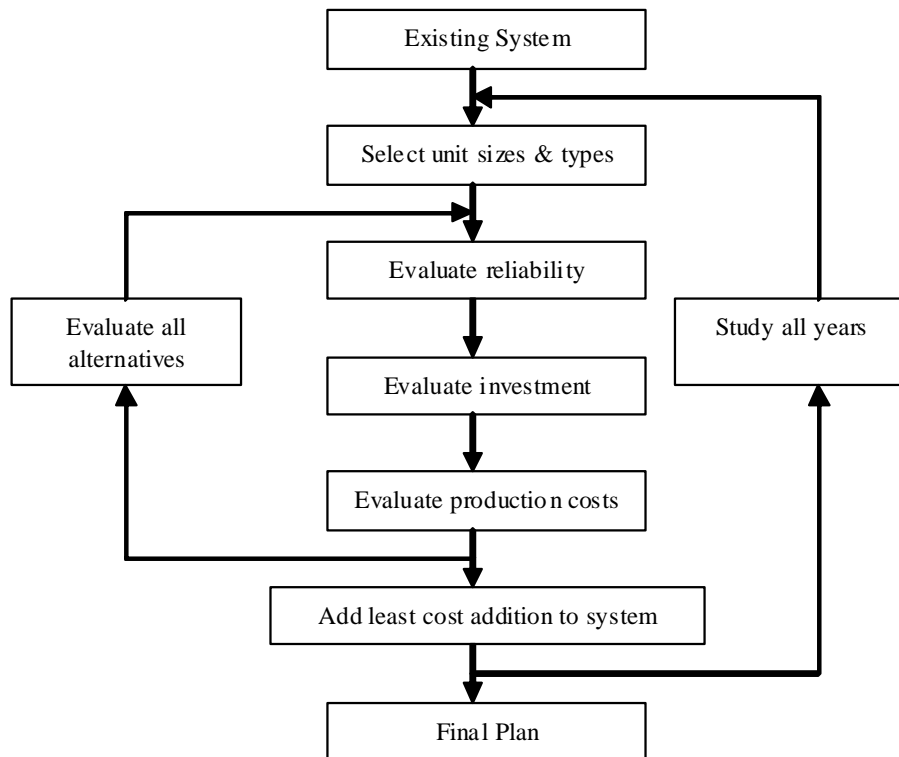 Existing System
Select unit sizes & types
Evaluate reliability
Evaluate all
alternatives
Study all years
Evaluate investment
Evaluate production costs
Add least cost addition to system
Final Plan